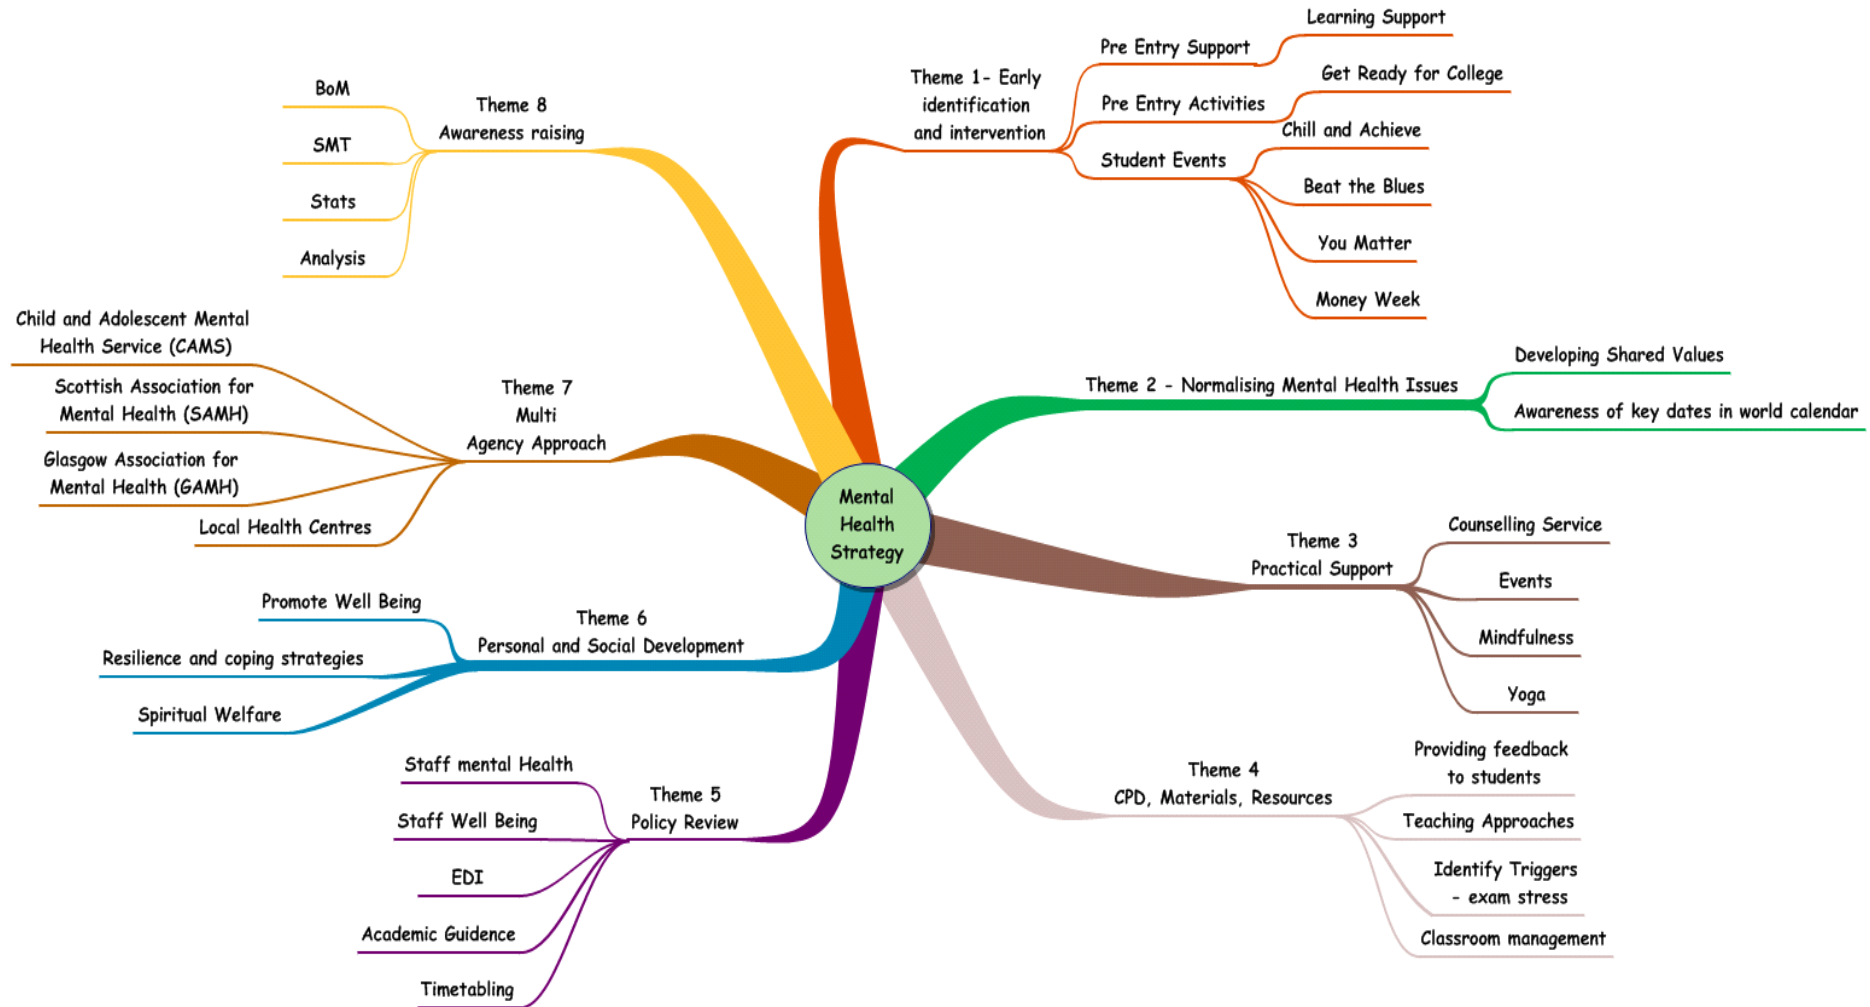 Mental
Health
Strategy
Theme 1- Early
identification
and intervention
Pre Entry Support
Learning Support
Pre Entry Activities
Get Ready for College
Student Events
Chill and Achieve
Beat the Blues
You Matter
Money Week
Theme 2 - Normalising Mental Health Issues
Developing Shared Values
Awareness of key dates in world calendar
Theme 3
Practical Support
Counselling Service
Events
Mindfulness
Yoga
Theme 4
CPD, Materials, Resources
Providing feedback
to students
Teaching Approaches
Identify Triggers
- exam stress
Classroom management
Theme 5
Policy Review
Staff mental Health
Staff Well Being
EDI
Academic Guidence
Timetabling
Theme 6
Personal and Social Development
Promote Well Being
Resilience and coping strategies
Spiritual Welfare
Theme 7
Multi
Agency Approach
Child and Adolescent Mental
Health Service (CAMS)
Scottish Association for
Mental Health (SAMH)
Glasgow Association for
Mental Health (GAMH)
Local Health Centres
Theme 8
Awareness raising
BoM
SMT
Stats
Analysis